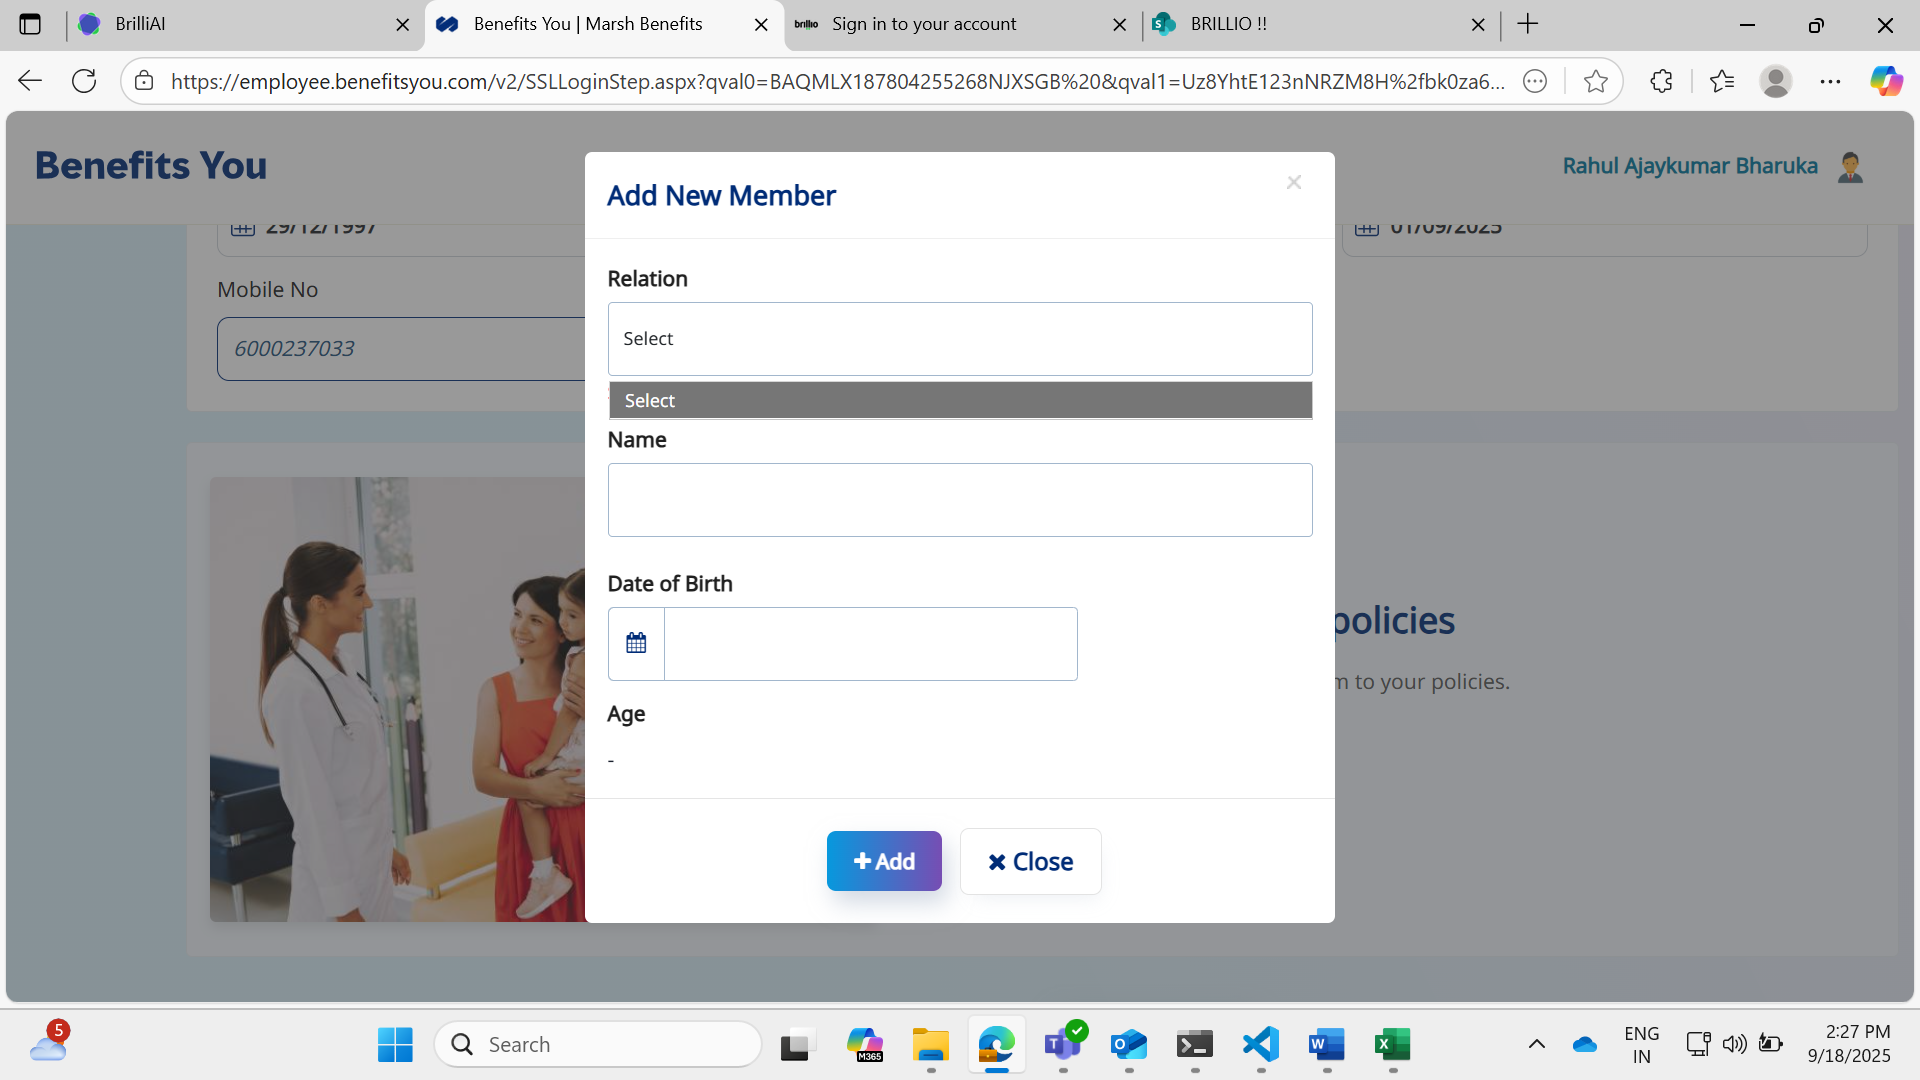 BrilliAI
Benefits You | Marsh Benefits
brillio Sign in to your account
S BRILLIO !!
https://employee.benefitsyou.com/v2/SSLLoginStep.aspx?qval0=BAQMLX187804255268NJXSGB%20&qval1=Uz8YhtE123nNRZM8H%2fbk0za6...
Benefits You
Rahul Ajaykumar Bharuka
Add New Member
29/12/1997
01/09/2025
Mobile No
6000237033
Relation
Select
Select
Name
Date of Birth
policies
m to your policies.
Age
-
Add
Close
5
Search
M365
T
O
W
X
ENG
IN
2:27 PM
9/18/2025